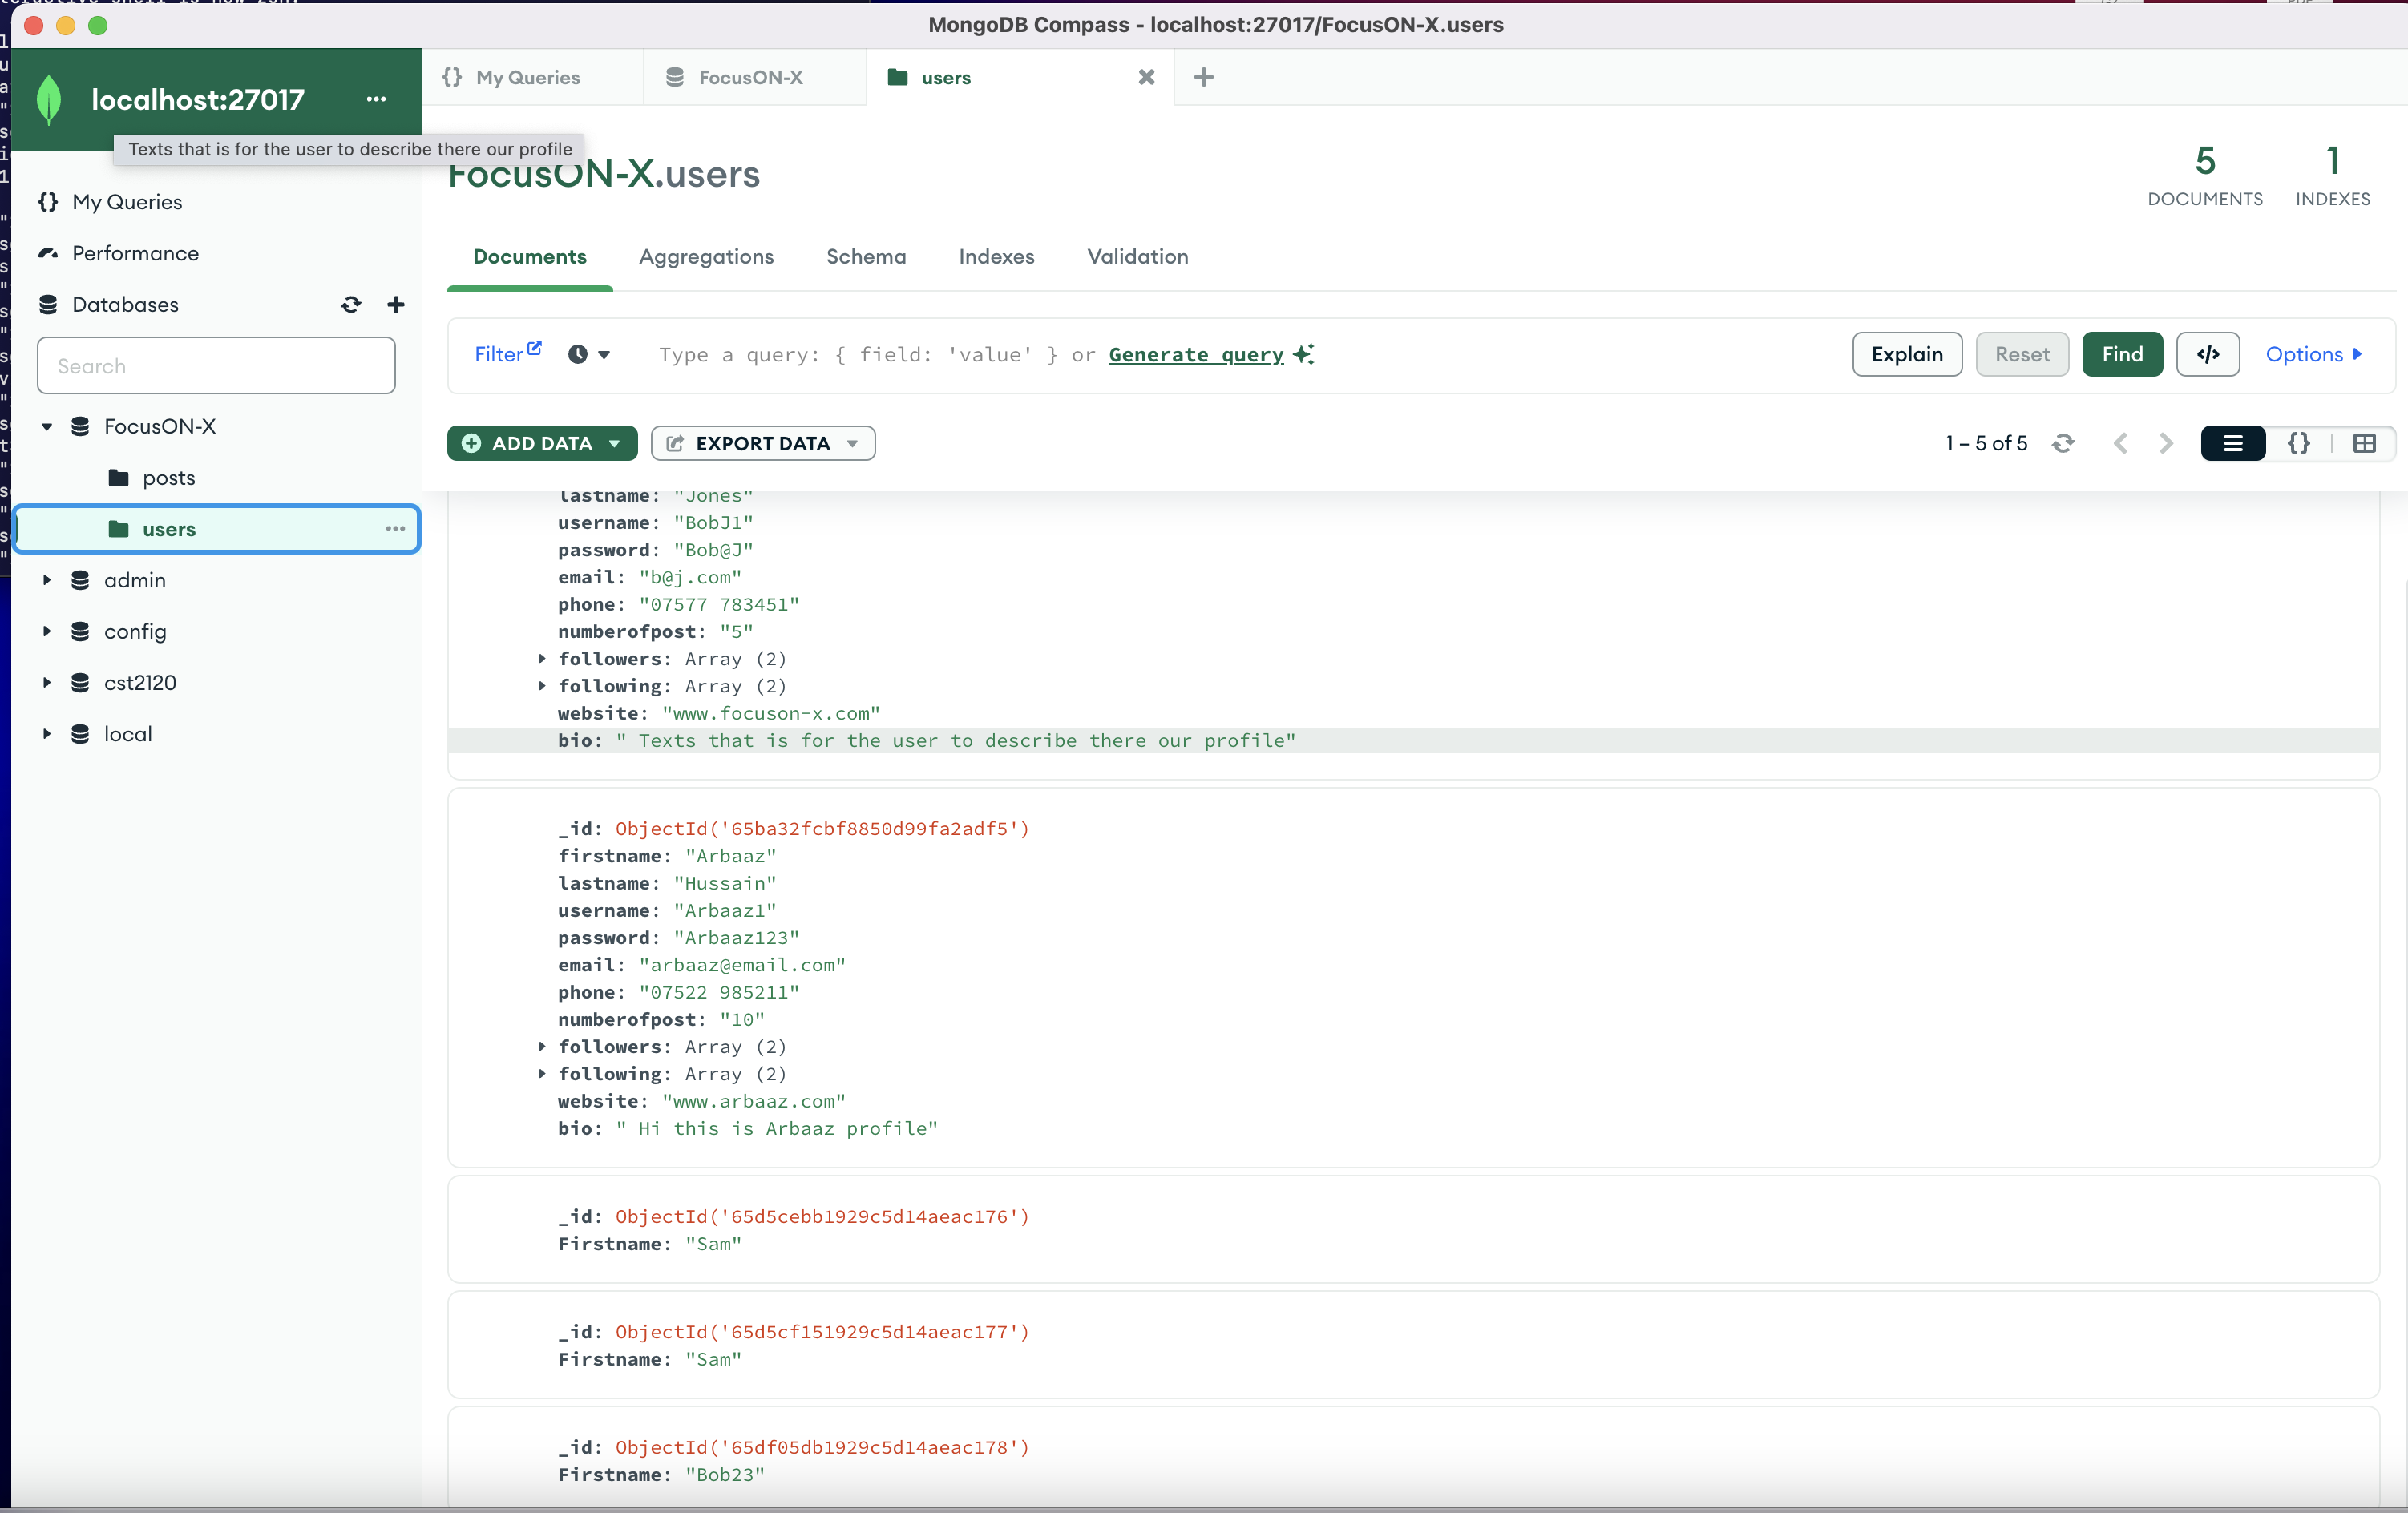 MongoDB Compass - localhost:27017/FocusON-X.users
localhost:27017
My Queries
FocusON-X
users
Texts that is for the user to describe there our profile
FocusON-X.users
5
DOCUMENTS
1
INDEXES
My Queries
Performance
Databases
Search
FocusON-X
posts
users
admin
config
cst2120
local
Documents
Aggregations
Schema
Indexes
Validation
Filter
Type a query: { field: 'value' } or Generate query
Explain
Reset
Find
</>
Options
ADD DATA
EXPORT DATA
1 – 5 of 5
{}
lastname: "Jones"
username: "BobJ1"
password: "Bob@J"
email: "b@j.com"
phone: "07577 783451"
numberofpost: "5"
followers: Array (2)
following: Array (2)
website: "www.focuson-x.com"
bio: " Texts that is for the user to describe there our profile"
_id: ObjectId('65ba32fcbf8850d99fa2adf5')
firstname: "Arbaaz"
lastname: "Hussain"
username: "Arbaaz1"
password: "Arbaaz123"
email: "arbaaz@email.com"
phone: "07522 985211"
numberofpost: "10"
followers: Array (2)
following: Array (2)
website: "www.arbaaz.com"
bio: " Hi this is Arbaaz profile"
_id: ObjectId('65d5cebb1929c5d14aeac176')
Firstname: "Sam"
_id: ObjectId('65d5cf151929c5d14aeac177')
Firstname: "Sam"
_id: ObjectId('65df05db1929c5d14aeac178')
Firstname: "Bob23"